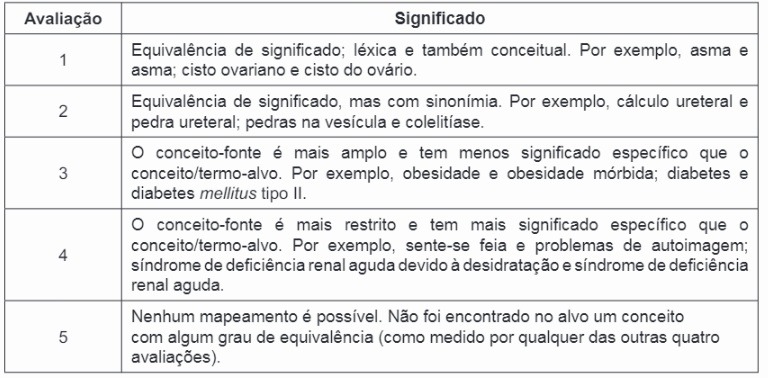 Avaliação Significado
1 Equivalência de significado; léxica e também conceitual. Por exemplo, asma e
asma; cisto ovariano e cisto do ovário.
2 Equivalência de significado, mas com sinonímia. Por exemplo, cálculo ureteral e
pedra ureteral; pedras na vesícula e colelitíase.
3 O conceito-fonte é mais amplo e tem menos significado específico que o
conceito/termo-alvo. Por exemplo, obesidade e obesidade mórbida; diabetes e
diabetes mellitus tipo II.
4 O conceito-fonte é mais restrito e tem mais significado específico que o
conceito/termo-alvo. Por exemplo, sente-se feia e problemas de autoimagem;
síndrome de deficiência renal aguda devido à desidratação e síndrome de deficiência
renal aguda.
5 Nenhum mapeamento é possível. Não foi encontrado no alvo um conceito
com algum grau de equivalência (como medido por qualquer das outras quatro
avaliações).